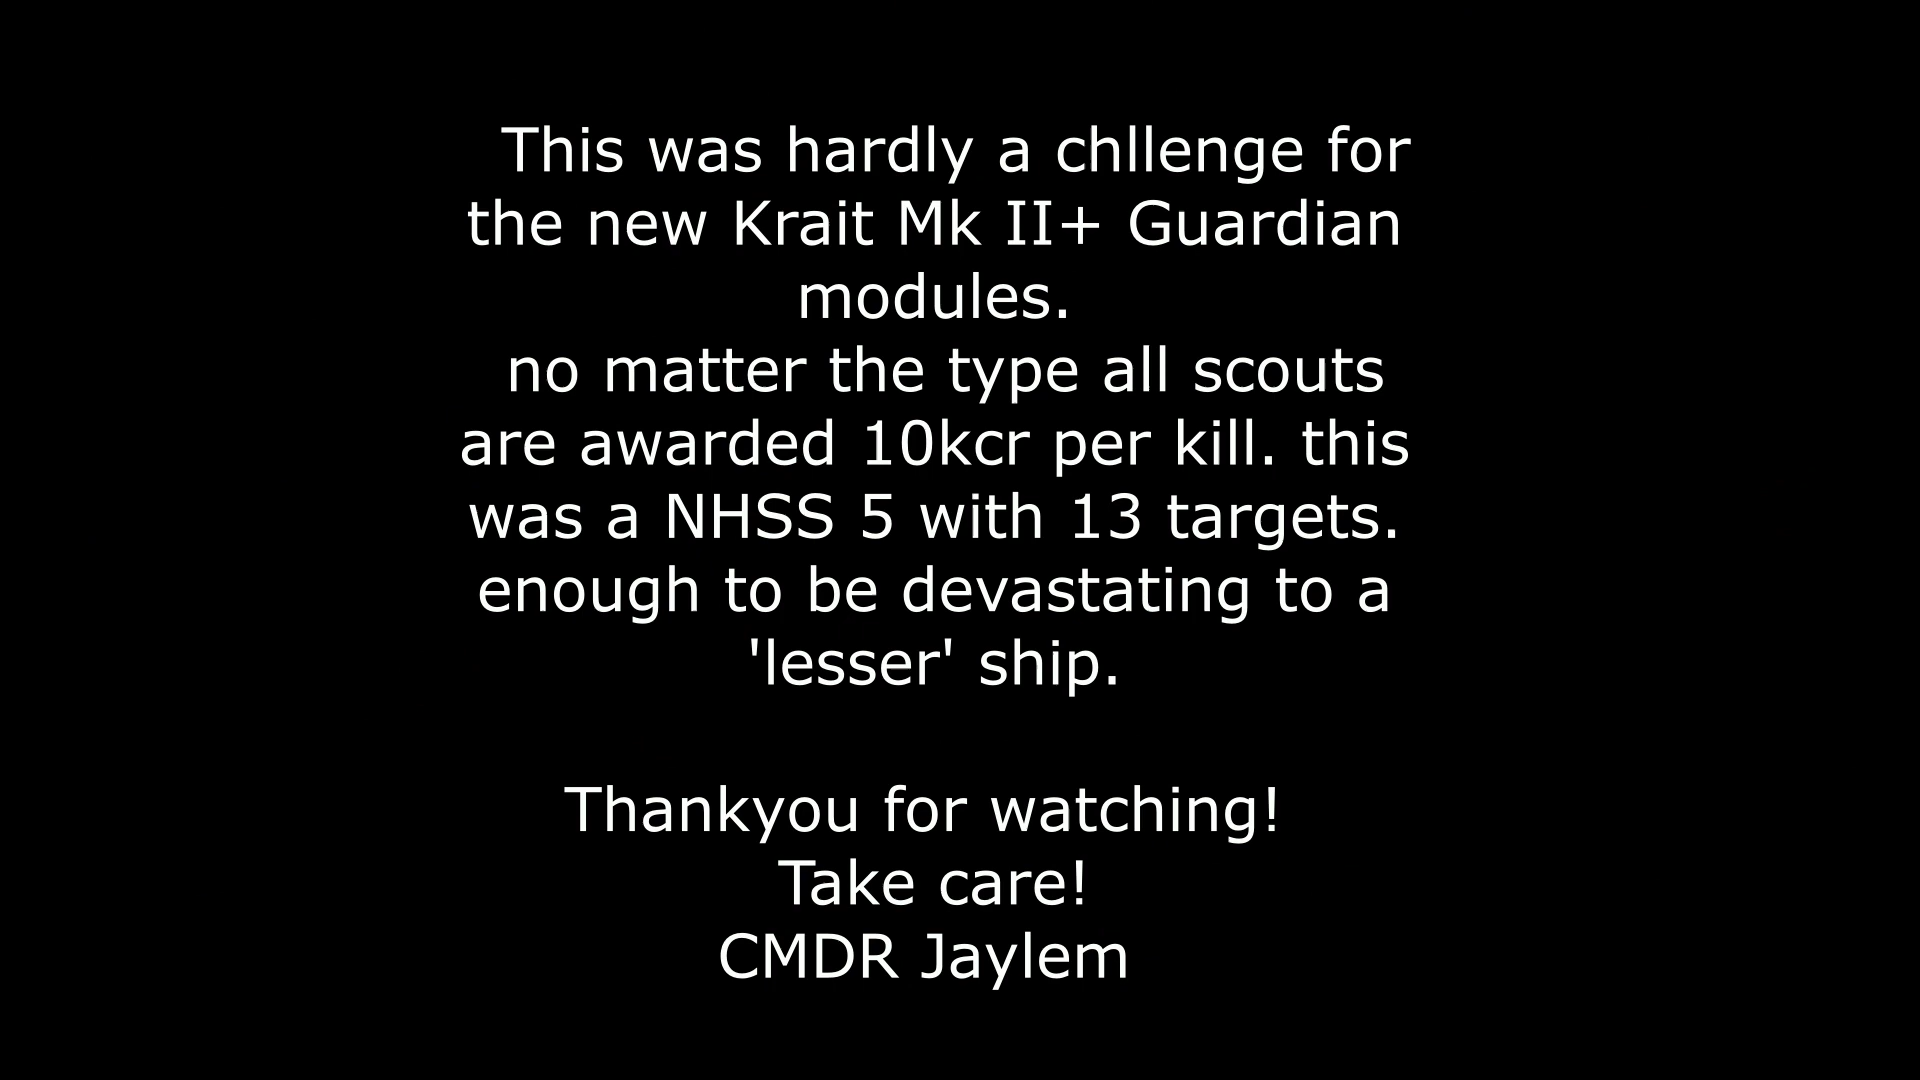 This was hardly a chllenge for
the new Krait Mk II+ Guardian
modules.
no matter the type all scouts
are awarded 10kcr per kill. this
was a NHSS 5 with 13 targets.
enough to be devastating to a
'lesser' ship.
Thankyou for watching!
Take care!
CMDR Jaylem